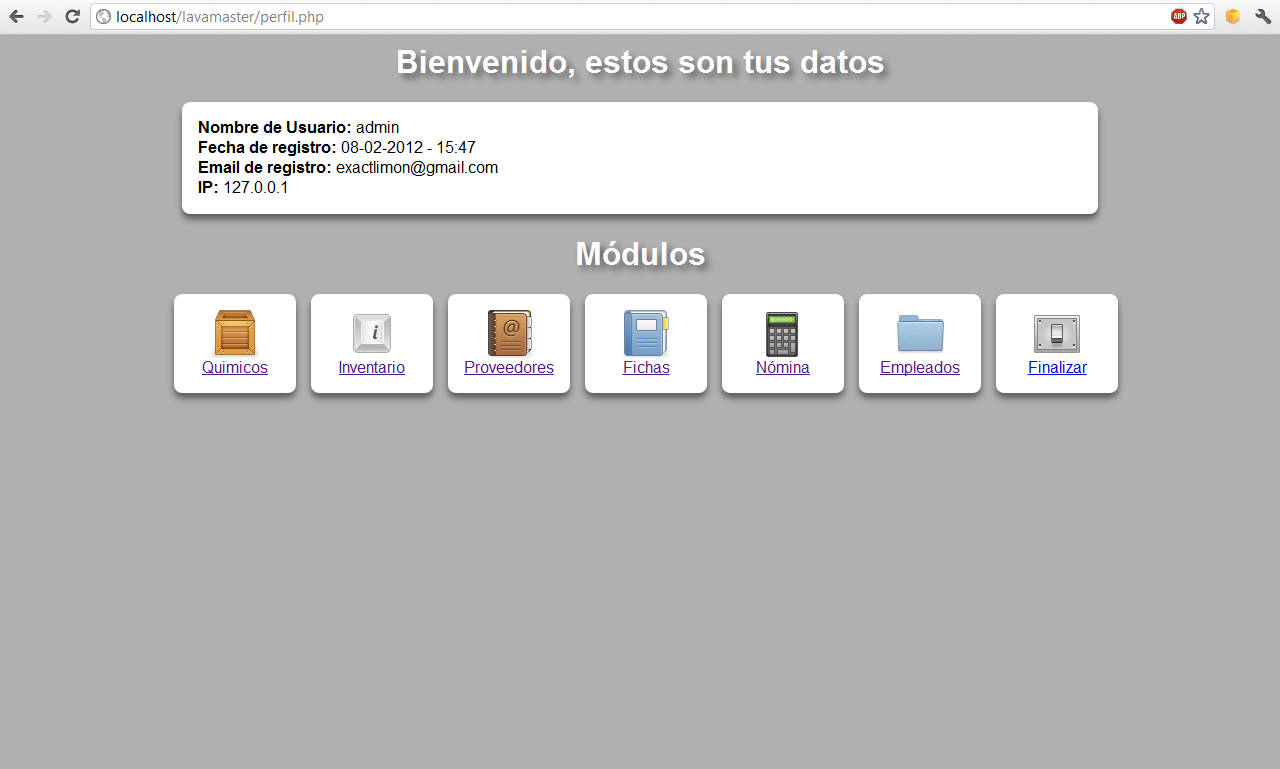 localhost/lavamaster/perfil.php
ABP
Bienvenido, estos son tus datos
Nombre de Usuario: admin
Fecha de registro: 08-02-2012 - 15:47
Email de registro: exactlimon@gmail.com
IP: 127.0.0.1
Módulos
i
@
Quimicos
Inventario
Proveedores
Fichas
Nómina
Empleados
Finalizar